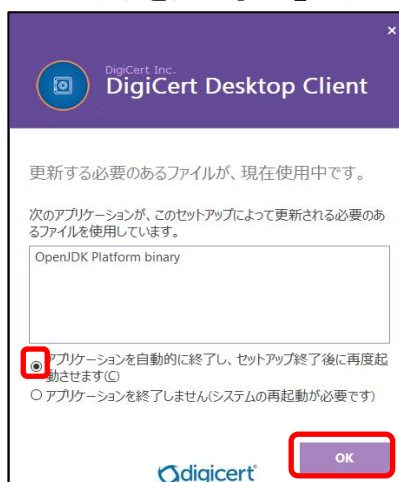 ×
DigiCert Inc.
DigiCert Desktop Client
更新する必要のあるファイルが、現在使用中です。
次のアプリケーションが、このセットアップによって更新される必要のあ
るファイルを使用しています。
OpenJDK Platform binary
アプリケーションを自動的に終了し、セットアップ終了後に再度起
動させます(C)
アプリケーションを終了しません(システムの再起動が必要です)
OK
digicert